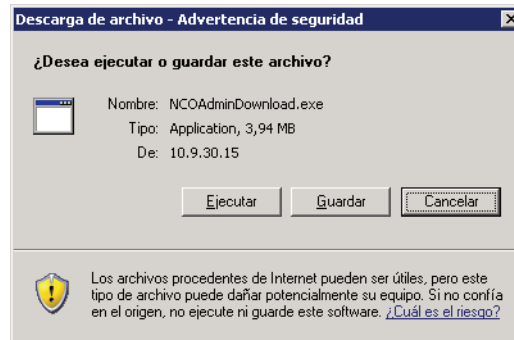 Descarga de archivo - Advertencia de seguridad
¿Desea ejecutar o guardar este archivo?
Nombre: NCOAdminDownload.exe
Tipo: Application, 3,94 MB
De: 10.9.30.15
Ejecutar Guardar Cancelar
Los archivos procedentes de Internet pueden ser útiles, pero este
tipo de archivo puede dañar potencialmente su equipo. Si no confía
en el origen, no ejecute ni guarde este software. ¿Cuál es el riesgo?